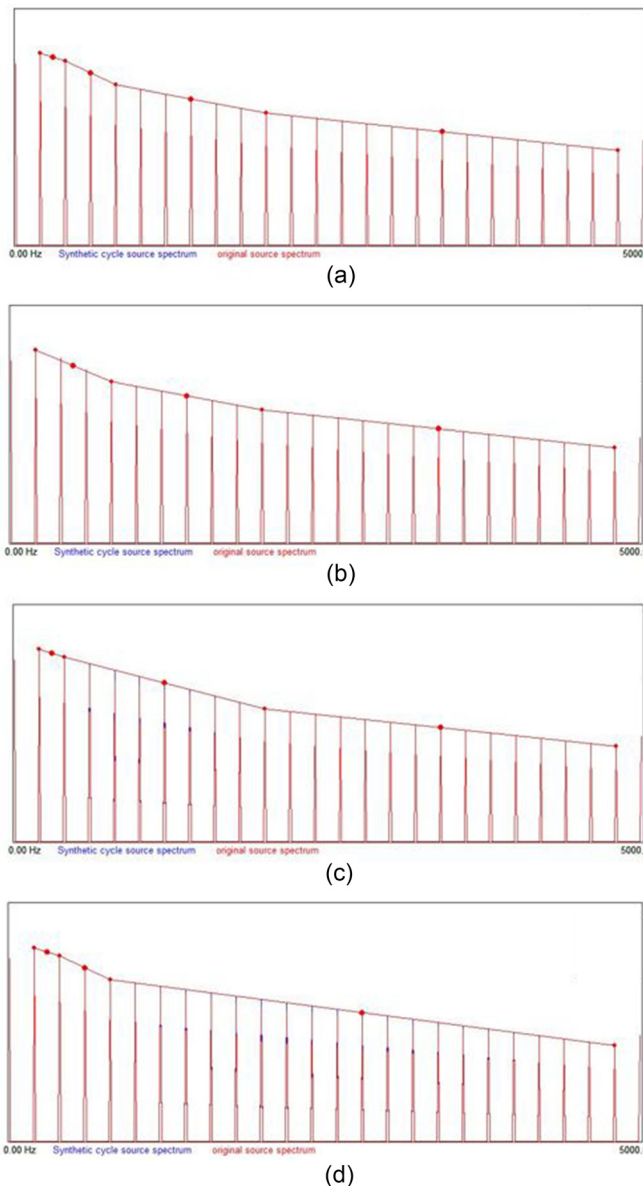 0.00 Hz Synthetic cycle source spectrum original source spectrum 5000.
(a)
0.00 Hz Synthetic cycle source spectrum original source spectrum 5000.
(b)
0.00 Hz Synthetic cycle source spectrum original source spectrum 5000.
(c)
0.00 Hz Synthetic cycle source spectrum original source spectrum 5000.
(d)